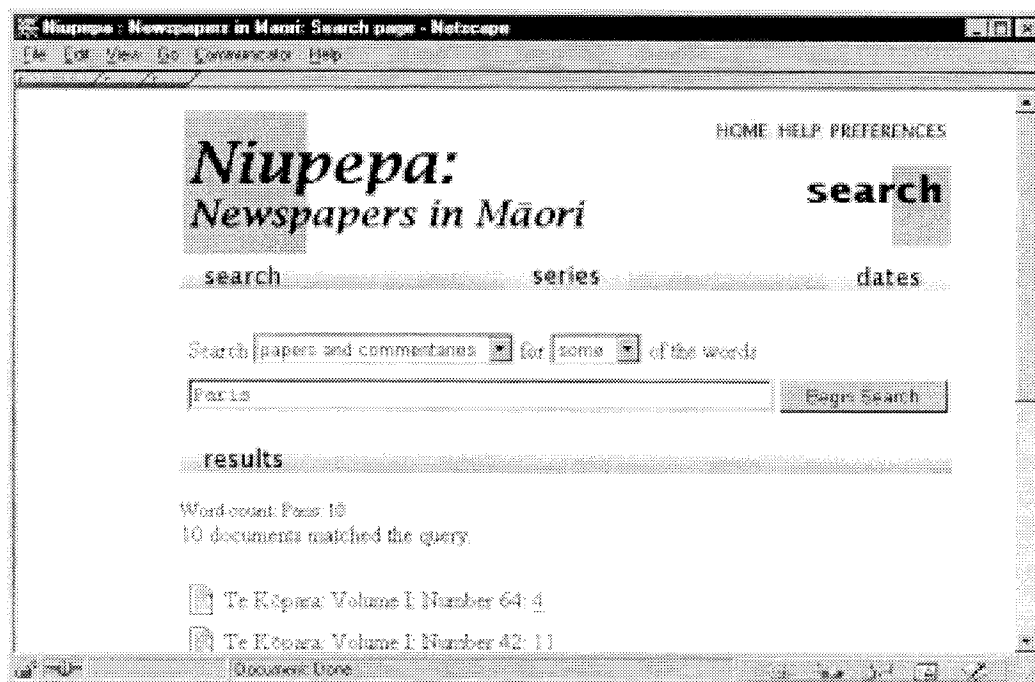 Niupepa : Newspapers in Maori: Search page - Netscape
File Edit View Go Communicator Help
HOME HELP PREFERENCES
Niupepa:
Newspapers in Māori
search
search series dates
Search papers and commentaries for some of the words
Paris Begin Search
results
Word count: Paris: 10
10 documents matched the query.
Te Kōpara: Volume I: Number 64: 4
Te Kōpara: Volume I: Number 42: 11
Document: Done